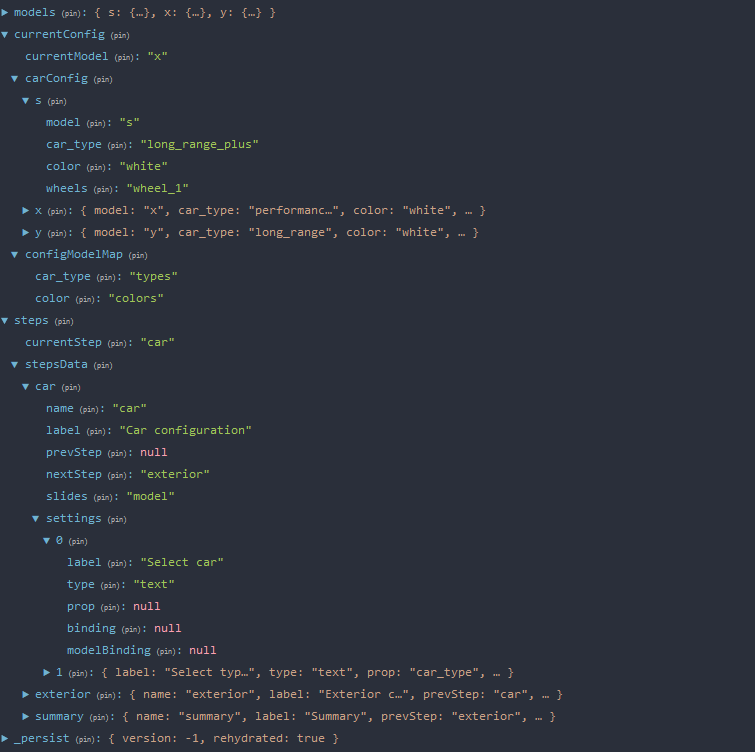 ▶ models (pin): { s: {…}, x: {…}, y: {…} }
▼ currentConfig (pin)
currentModel (pin): "x"
▼ carConfig (pin)
▼ s (pin)
model (pin): "s"
car_type (pin): "long_range_plus"
color (pin): "white"
wheels (pin): "wheel_1"
▶ x (pin): { model: "x", car_type: "performanc…", color: "white", … }
▶ y (pin): { model: "y", car_type: "long_range", color: "white", … }
▼ configModelMap (pin)
car_type (pin): "types"
color (pin): "colors"
▼ steps (pin)
currentStep (pin): "car"
▼ stepsData (pin)
▼ car (pin)
name (pin): "car"
label (pin): "Car configuration"
prevStep (pin): null
nextStep (pin): "exterior"
slides (pin): "model"
▼ settings (pin)
▼ 0 (pin)
label (pin): "Select car"
type (pin): "text"
prop (pin): null
binding (pin): null
modelBinding (pin): null
▶ 1 (pin): { label: "Select typ…", type: "text", prop: "car_type", … }
▶ exterior (pin): { name: "exterior", label: "Exterior c…", prevStep: "car", … }
▶ summary (pin): { name: "summary", label: "Summary", prevStep: "exterior", … }
▶ _persist (pin): { version: -1, rehydrated: true }